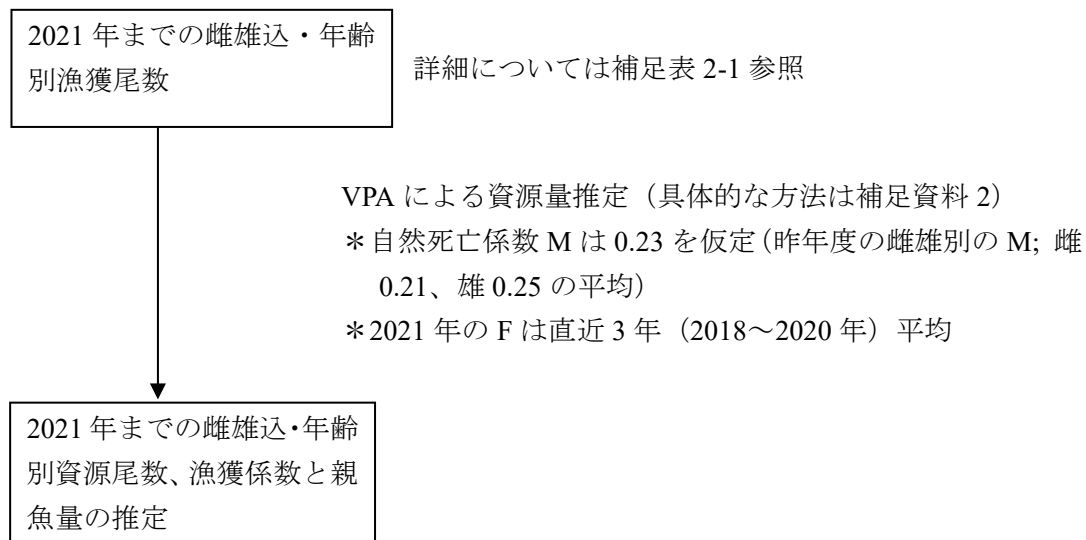 2021 年までの雌雄込・年齢
別漁獲尾数
詳細については補足表 2-1 参照
VPA による資源量推定（具体的な方法は補足資料 2）
＊自然死亡係数 M は 0.23 を仮定（昨年度の雌雄別の M; 雌
0.21、雄 0.25 の平均）
＊2021 年の F は直近 3 年（2018～2020 年）平均
2021 年までの雌雄込・年齢
別資源尾数、漁獲係数と親
魚量の推定